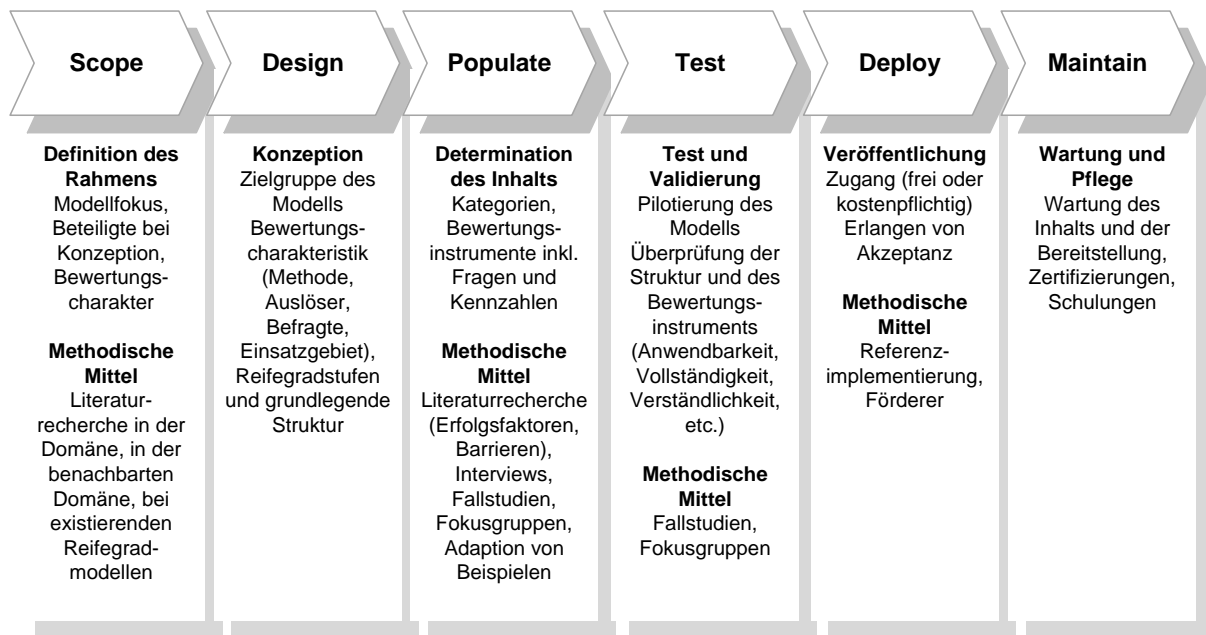 Scope
Design
Populate
Test
Deploy
Maintain
Definition des
Rahmens
Modellfokus,
Beteiligte bei
Konzeption,
Bewertungs-
charakter
Methodische
Mittel
Literatur-
recherche in der
Domäne, in der
benachbarten
Domäne, bei
existierenden
Reifegrad-
modellen
Konzeption
Zielgruppe des
Modells
Bewertungs-
charakteristik
(Methode,
Auslöser,
Befragte,
Einsatzgebiet),
Reifegradstufen
und grundlegende
Struktur
Determination
des Inhalts
Kategorien,
Bewertungs-
instrumente inkl.
Fragen und
Kennzahlen
Methodische
Mittel
Literaturrecherche
(Erfolgsfaktoren,
Barrieren),
Interviews,
Fallstudien,
Fokusgruppen,
Adaption von
Beispielen
Test und
Validierung
Pilotierung des
Modells
Überprüfung der
Struktur und des
Bewertungs-
instruments
(Anwendbarkeit,
Vollständigkeit,
Verständlichkeit,
etc.)
Methodische
Mittel
Fallstudien,
Fokusgruppen
Veröffentlichung
Zugang (frei oder
kostenpflichtig)
Erlangen von
Akzeptanz
Methodische
Mittel
Referenz-
implementierung,
Förderer
Wartung und
Pflege
Wartung des
Inhalts und der
Bereitstellung,
Zertifizierungen,
Schulungen